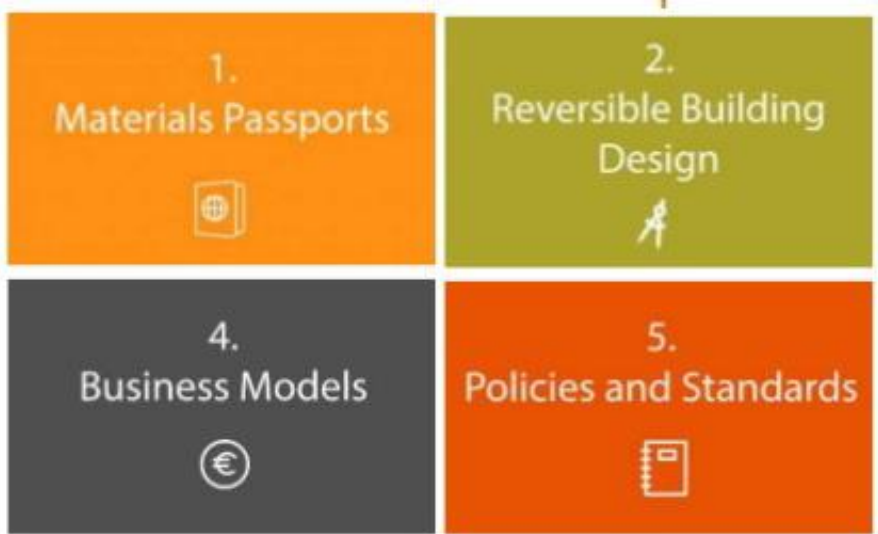 1.
Materials Passports
2.
Reversible Building
Design
4.
Business Models
€
5.
Policies and Standards